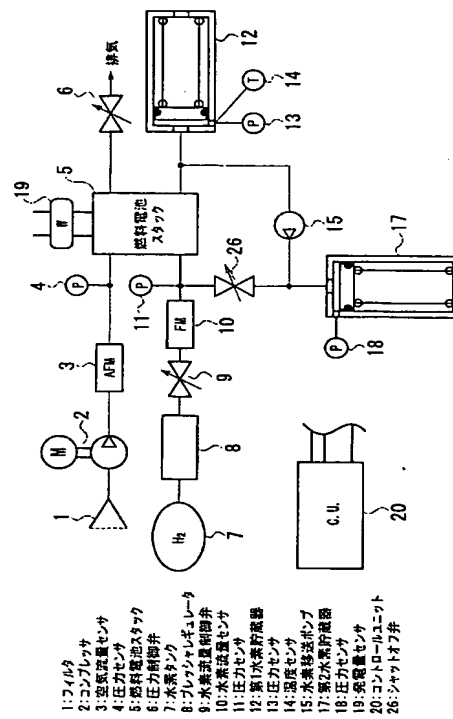 19
W
5
燃料電池
スタック
6
排気
12
T
14
P
13
4
P
3
AFM
11
P
26
15
2
M
10
FM
9
17
P
18
1
8
7
H2
C.U.
20
1:フィルタ
2:コンプレッサ
3:空気流量センサ
4:圧力センサ
5:燃料電池スタック
6:圧力制御弁
7:水素タンク
8:プレッシャレギュレータ
9:水素流量制御弁
10:水素流量センサ
11:圧力センサ
12:第1水素貯蔵器
13:圧力センサ
14:温度センサ
15:水素移送ポンプ
17:第2水素貯蔵器
18:圧力センサ
19:発電量センサ
20:コントロールユニット
26:シャットオフ弁